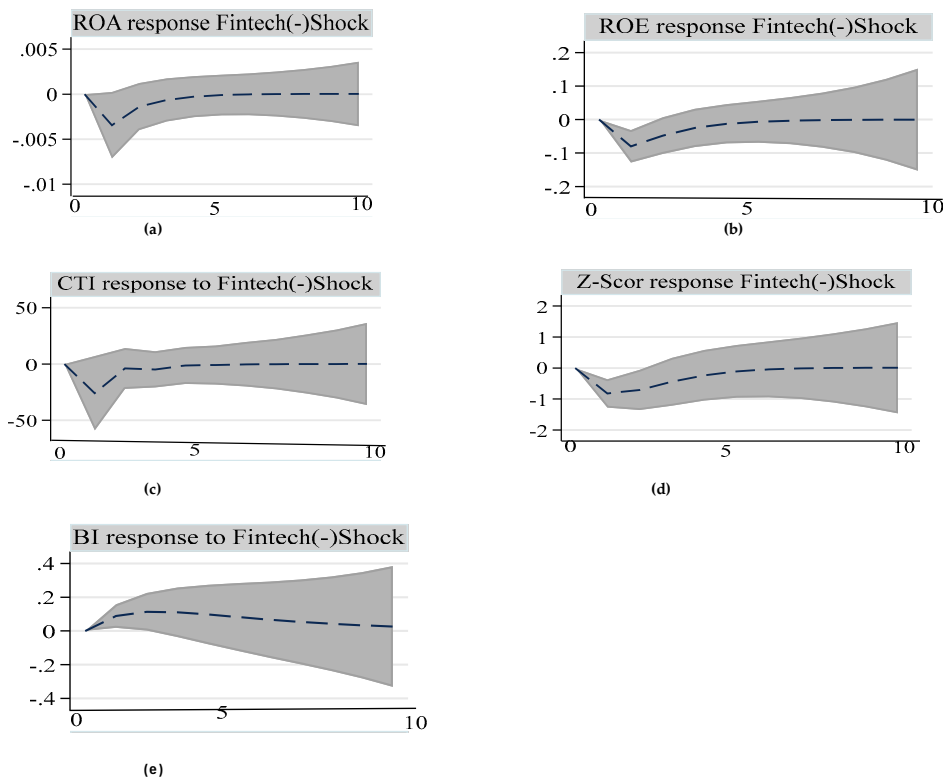 ROA response Fintech(-)Shock
.005
0
-.005
-.01
0 5 10
(a)
ROE response Fintech(-)Shock
.2
.1
0
-.1
-.2
0 5 10
(b)
CTI response to Fintech(-)Shock
50
0
-50
0 5 10
(c)
Z-Scor response Fintech(-)Shock
2
1
0
-1
-2
0 5 10
(d)
BI response to Fintech(-)Shock
.4
.2
0
-.2
-.4
0 5 10
(e)